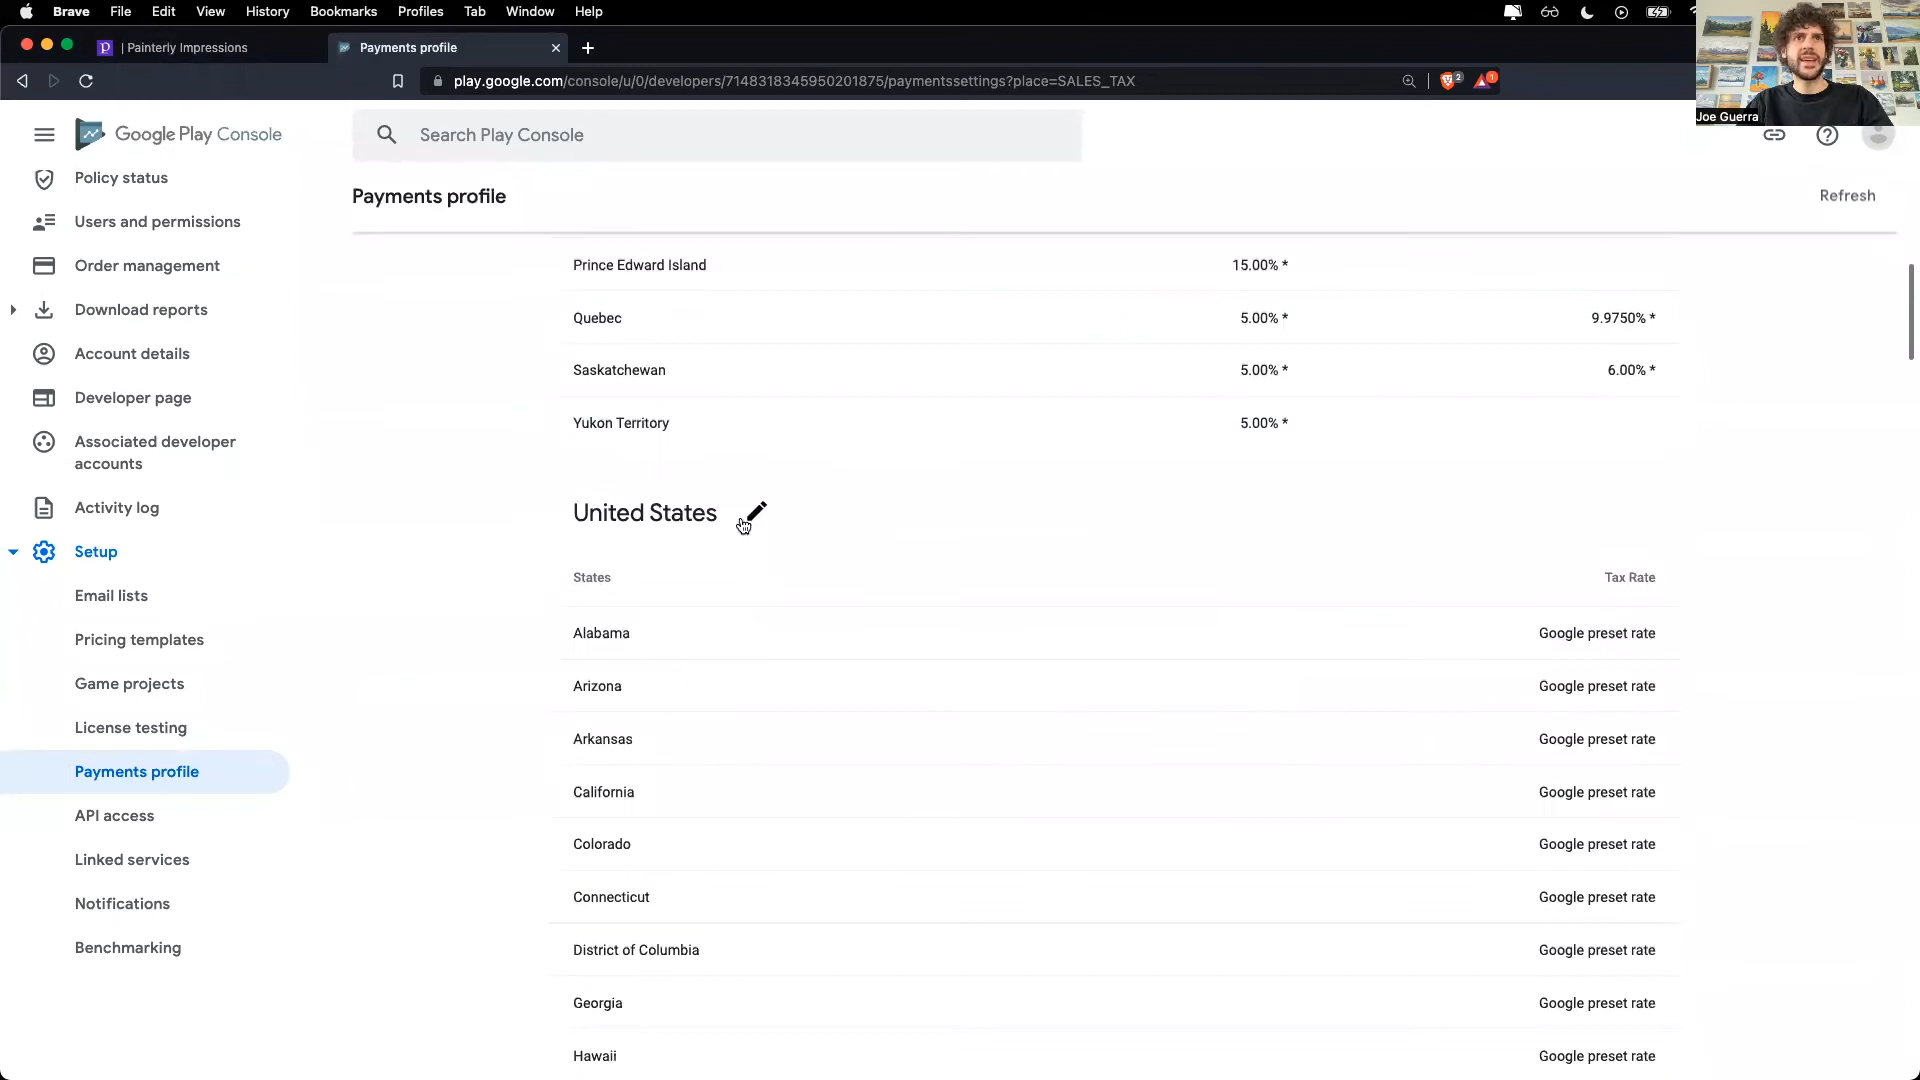 Brave File Edit View History Bookmarks Profiles Tab Window Help
| Painterly Impressions
Payments profile
play.google.com/console/u/0/developers/7148318345950201875/paymentssettings?place=SALES_TAX
2
1
Joe Guerra
Google Play Console
Search Play Console
Policy status
Users and permissions
Order management
Download reports
Account details
Developer page
Associated developer
accounts
Activity log
Setup
Email lists
Pricing templates
Game projects
License testing
Payments profile
API access
Linked services
Notifications
Benchmarking
Payments profile
Refresh
Prince Edward Island 15.00% *
Quebec 5.00% * 9.9750% *
Saskatchewan 5.00% * 6.00% *
Yukon Territory 5.00% *
United States
States Tax Rate
Alabama Google preset rate
Arizona Google preset rate
Arkansas Google preset rate
California Google preset rate
Colorado Google preset rate
Connecticut Google preset rate
District of Columbia Google preset rate
Georgia Google preset rate
Hawaii Google preset rate